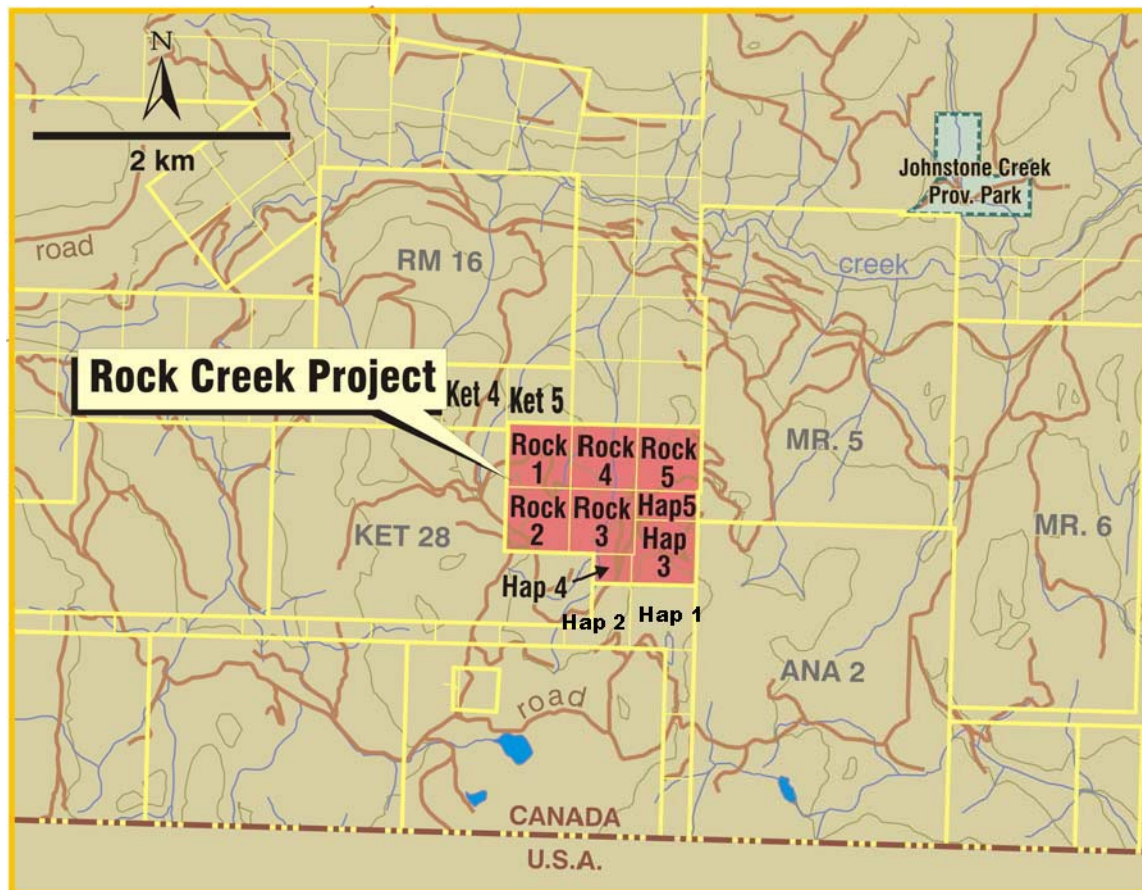 N
2 km
Johnstone Creek
Prov. Park
road
RM 16
creek
Rock Creek Project
Ket 4
Ket 5
Rock
1
Rock
4
Rock
5
MR. 5
Rock
2
Rock
3
Hap5
Hap
3
KET 28
MR. 6
Hap 4
Hap 2
Hap 1
ANA 2
road
CANADA
U.S.A.